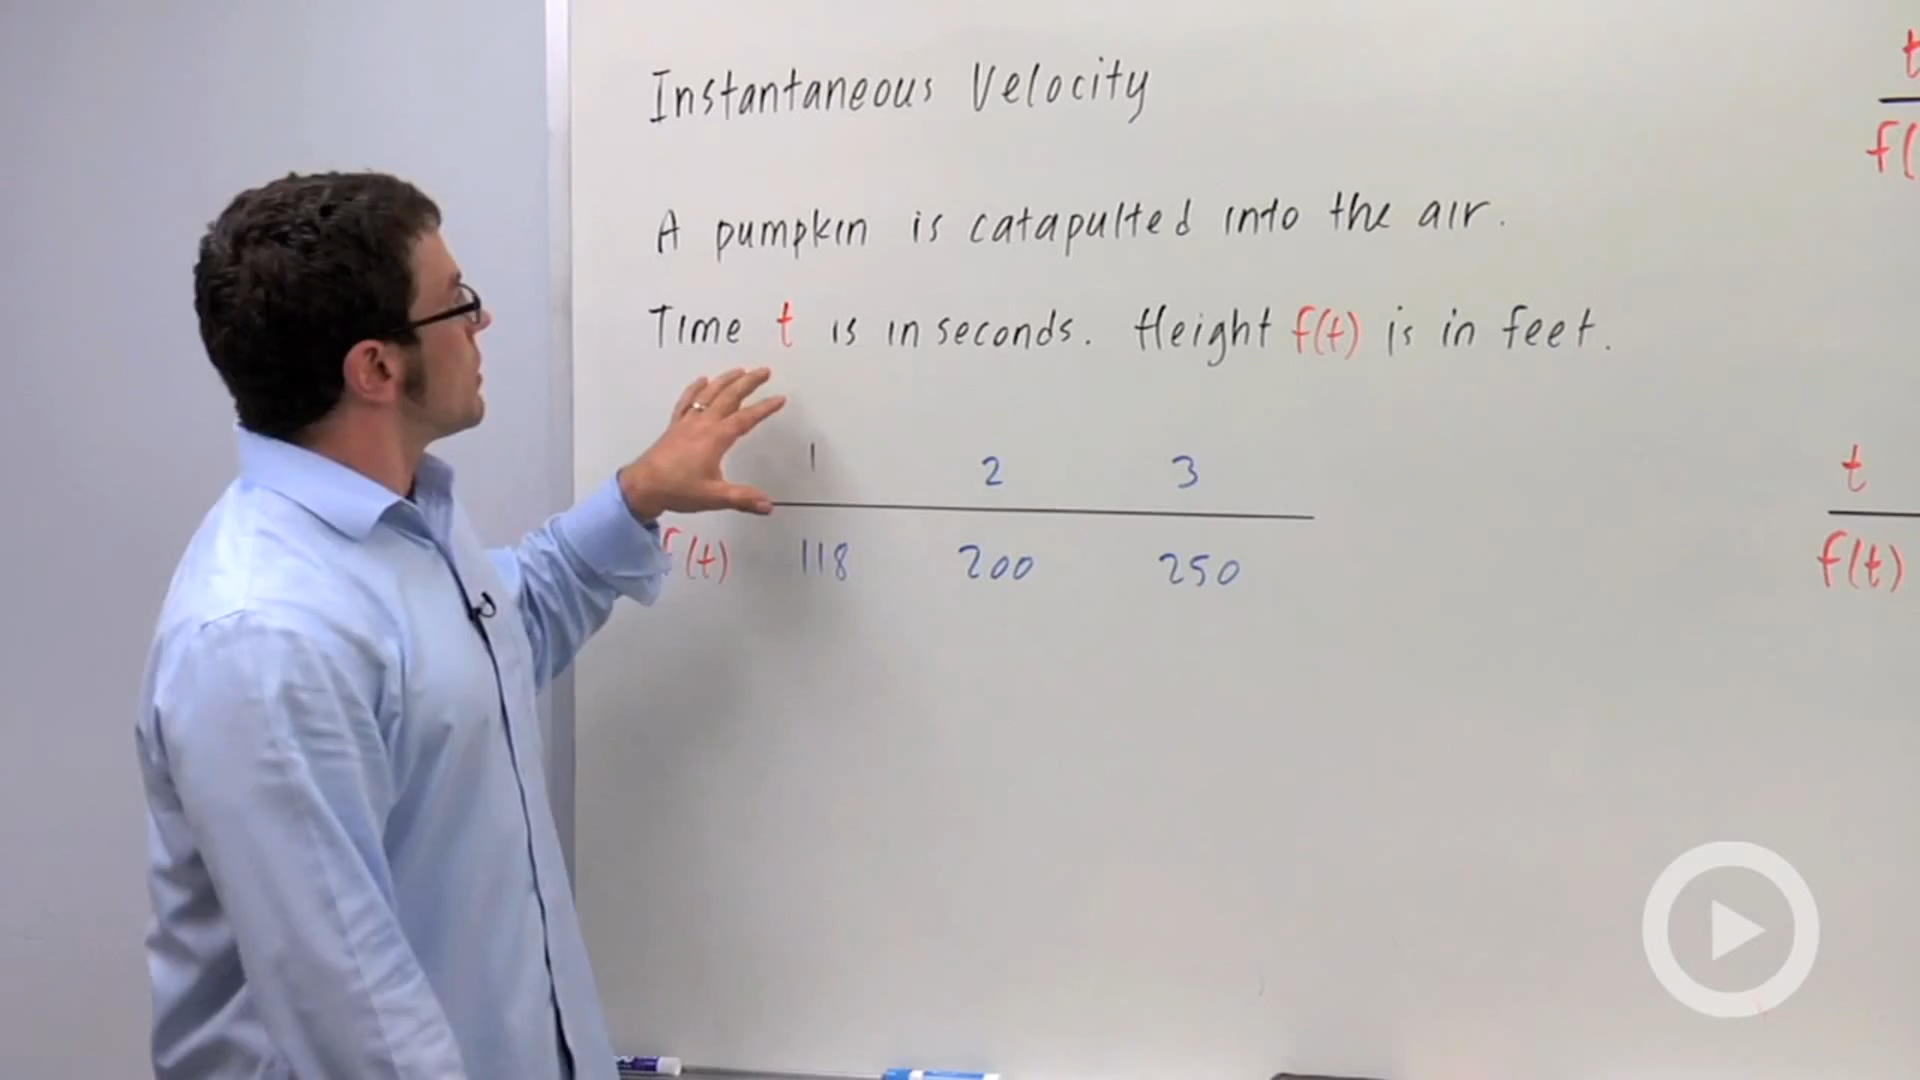 Instantaneous Velocity
A pumpkin is catapulted into the air.
Time t is in seconds. Height f(t) is in feet.
1 2 3
f(t) 118 200 250
t
f(
t
f(t)